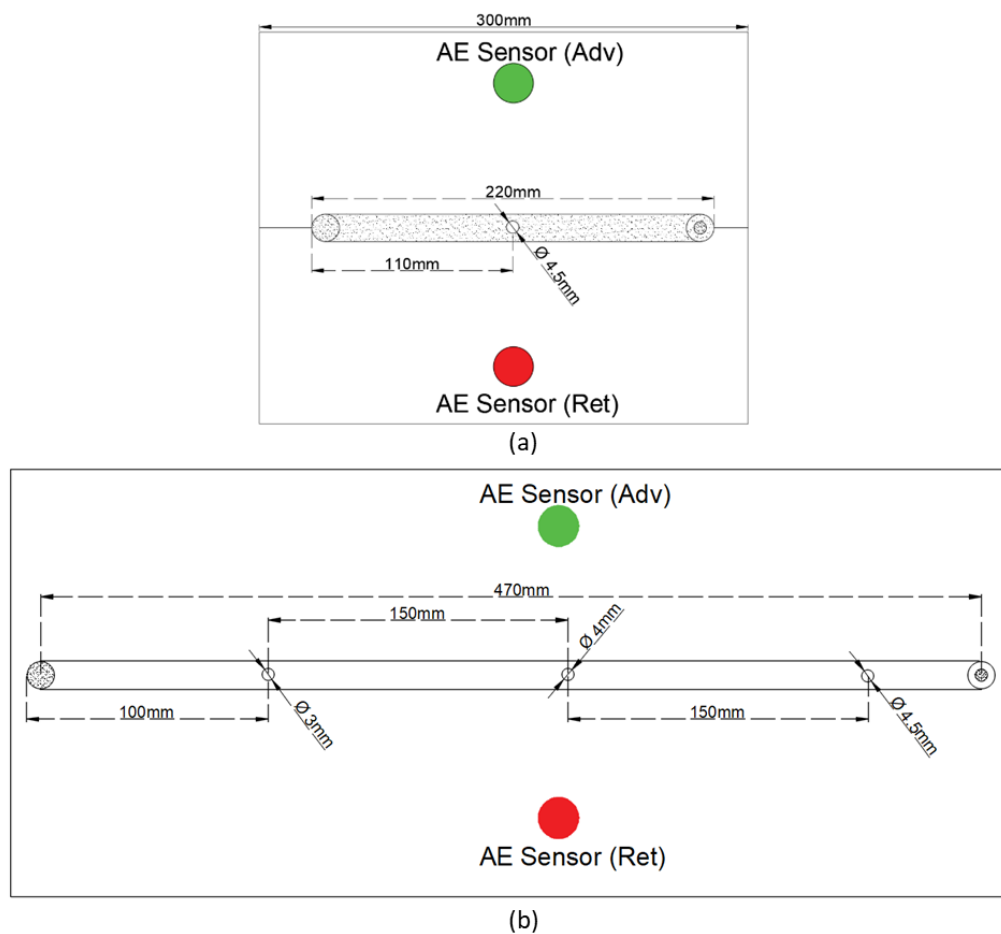 300mm
AE Sensor (Adv)
220mm
110mm
Ø 4.5mm
AE Sensor (Ret)
(a)
AE Sensor (Adv)
470mm
150mm
Ø 4mm
100mm
Ø 3mm
150mm
Ø 4.5mm
AE Sensor (Ret)
(b)